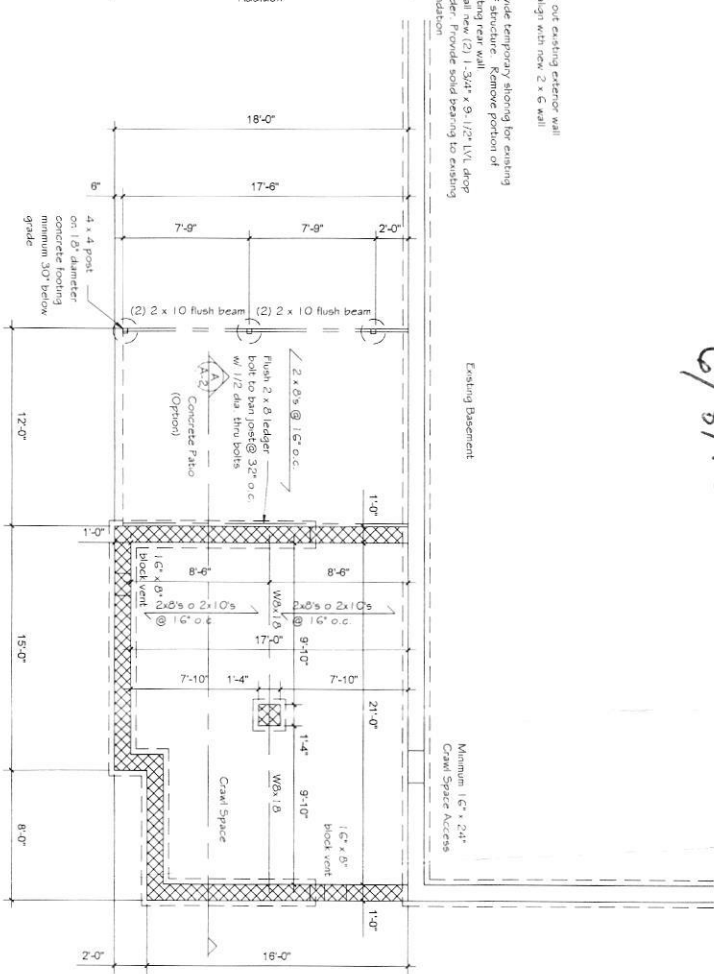 out existing exterior wall
align with new 2 x 6 wall
temporary shoring for existing
structure. Remove portion of
rear wall.
new (2) 1-3/4" x 9-1/2" LVL drop
Provide solid bearing to existing
Existing Basement
Minimum 16" x 24"
Crawl Space Access
18'-0"
17'-6"
6"
7'-9"
7'-9"
2'-0"
4 x 4 post
on 18" diameter
concrete footing
minimum 30" below
grade
(2) 2 x 10 flush beam
(2) 2 x 10 flush beam
2 x 8's @ 16" o.c.
Flush 2 x 8 ledger
bolt to ban joist@ 32" o.c.
w/ 1/2 dia. thru bolts
A
A-2
Concrete Patio
(Option)
12'-0"
1'-0"
1'-0"
16" x 8"
block vent
8'-6"
8'-6"
2x8's o 2x10's
@ 16" o.c.
W8x18
2x8's o 2x10's
@ 16" o.c.
17'-0"
9'-10"
7'-10"
1'-4"
7'-10"
21'-0"
1'-4"
W8x18
9'-10"
Crawl Space
16" x 8"
block vent
1'-0"
15'-0"
8'-0"
2'-0"
16'-0"